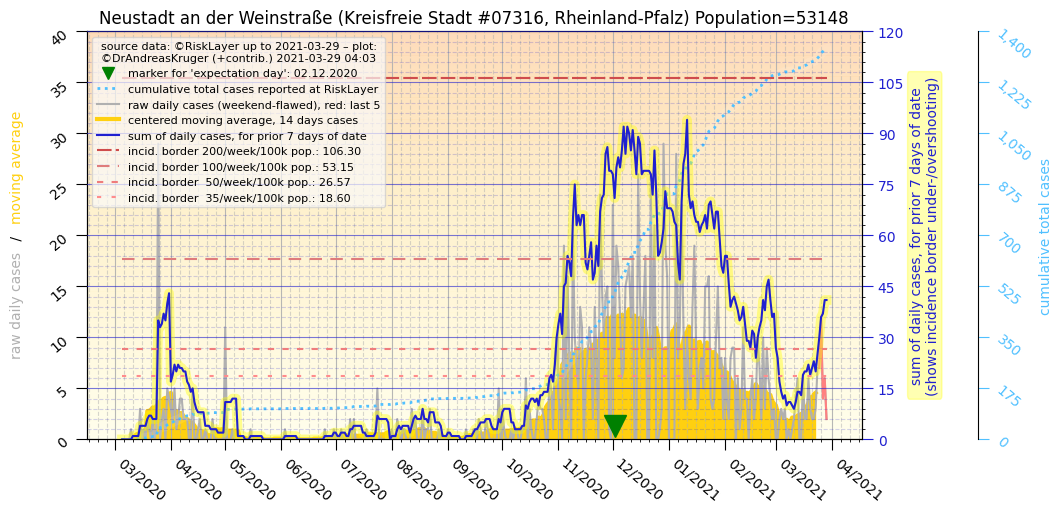 Neustadt an der Weinstraße (Kreisfreie Stadt #07316, Rheinland-Pfalz) Population=53148
source data: ©RiskLayer up to 2021-03-29 – plot:
©DrAndreasKruger (+contrib.) 2021-03-29 04:03
marker for 'expectation day': 02.12.2020
cumulative total cases reported at RiskLayer
raw daily cases (weekend-flawed), red: last 5
centered moving average, 14 days cases
sum of daily cases, for prior 7 days of date
incid. border 200/week/100k pop.: 106.30
incid. border 100/week/100k pop.: 53.15
incid. border  50/week/100k pop.: 26.57
incid. border  35/week/100k pop.: 18.60
raw daily cases / moving average
40
35
30
25
20
15
10
5
0
03/2020
04/2020
05/2020
06/2020
07/2020
08/2020
09/2020
10/2020
11/2020
12/2020
01/2021
02/2021
03/2021
04/2021
120
105
90
75
60
45
30
15
0
sum of daily cases, for prior 7 days of date
(shows incidence border under-/overshooting)
1,400
1,225
1,050
875
700
525
350
175
0
cumulative total cases